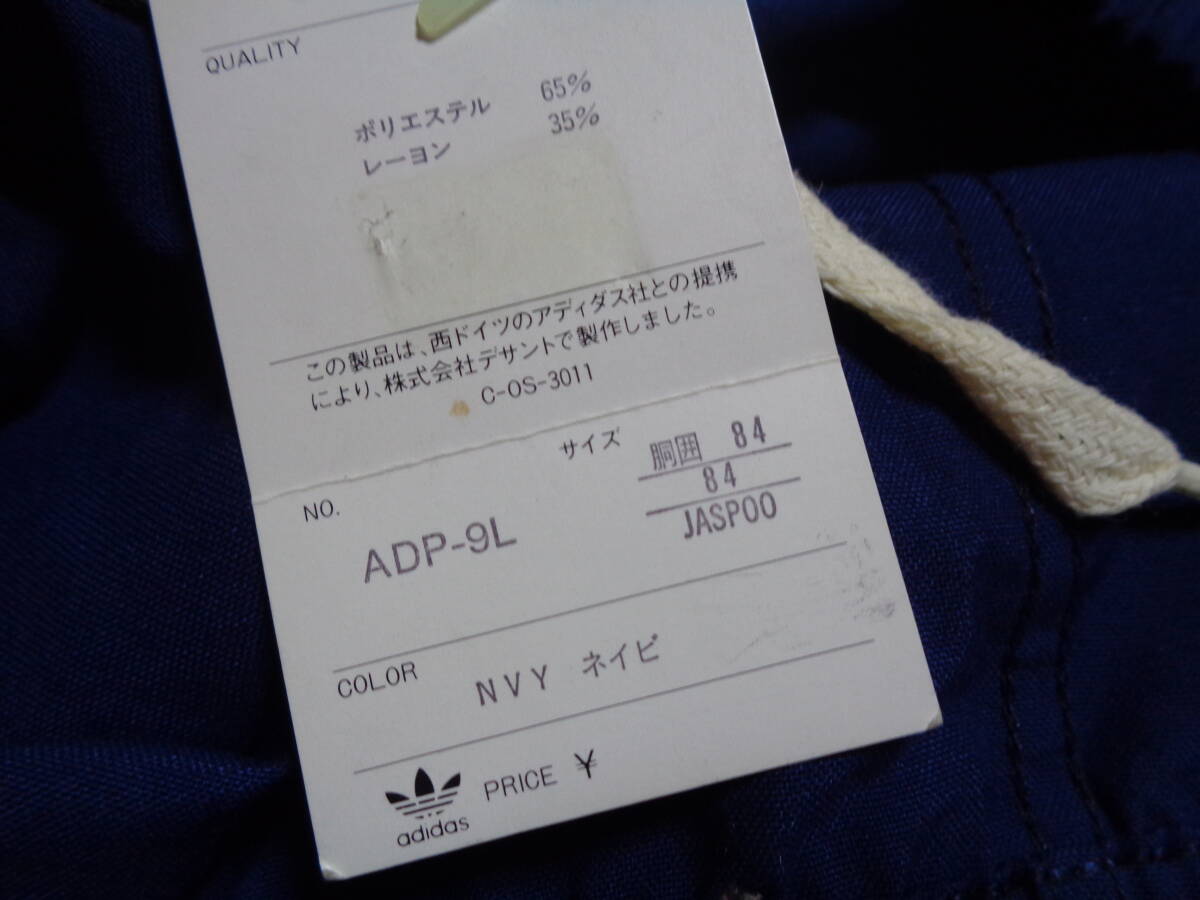 QUALITY
ポリエステル 65%
レーヨン 35%
この製品は、西ドイツのアディダス社との提携
により、株式会社デサントで製作しました。
C-OS-3011
サイズ 胴囲 84
84
JASPOO
NO.
ADP-9L
COLOR NVY ネイビ
adidas PRICE ¥